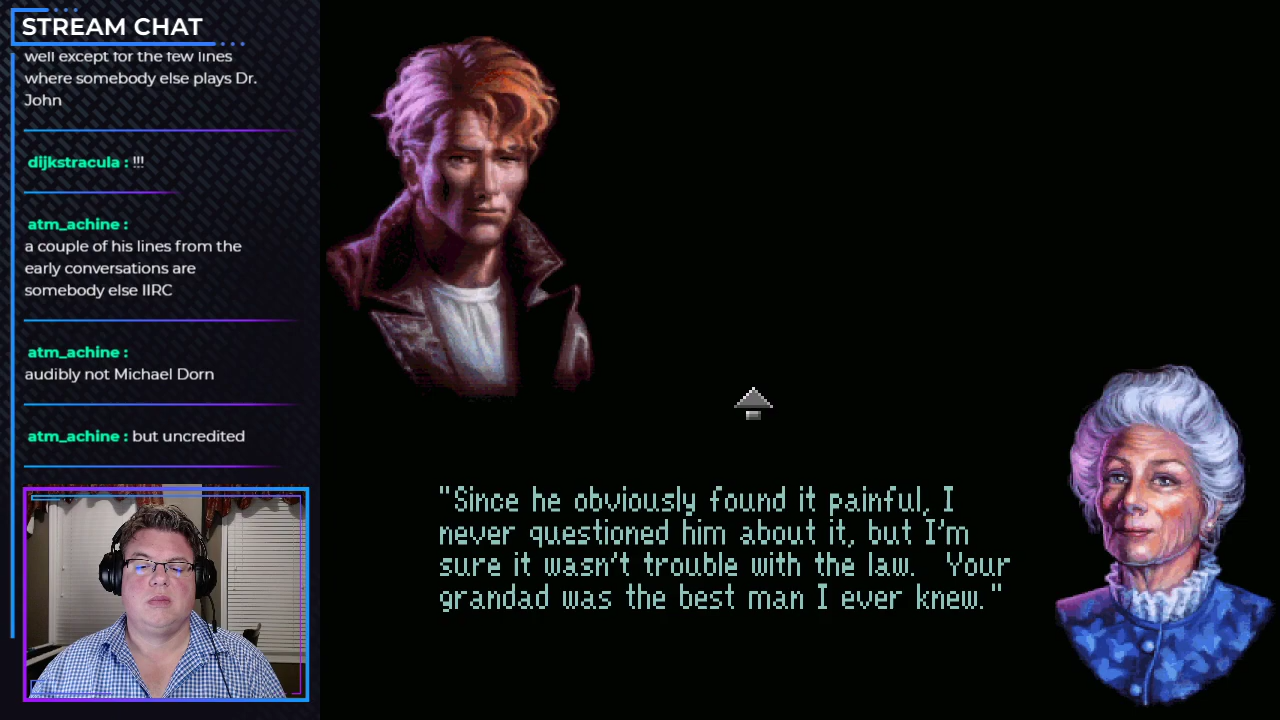 STREAM CHAT
well except for the few lines
where somebody else plays Dr.
John
dijkstracula : !!!
atm_achine :
a couple of his lines from the
early conversations are
somebody else IIRC
atm_achine :
audibly not Michael Dorn
atm_achine : but uncredited
"Since he obviously found it painful, I
never questioned him about it, but I'm
sure it wasn't trouble with the law.  Your
grandad was the best man I ever knew."